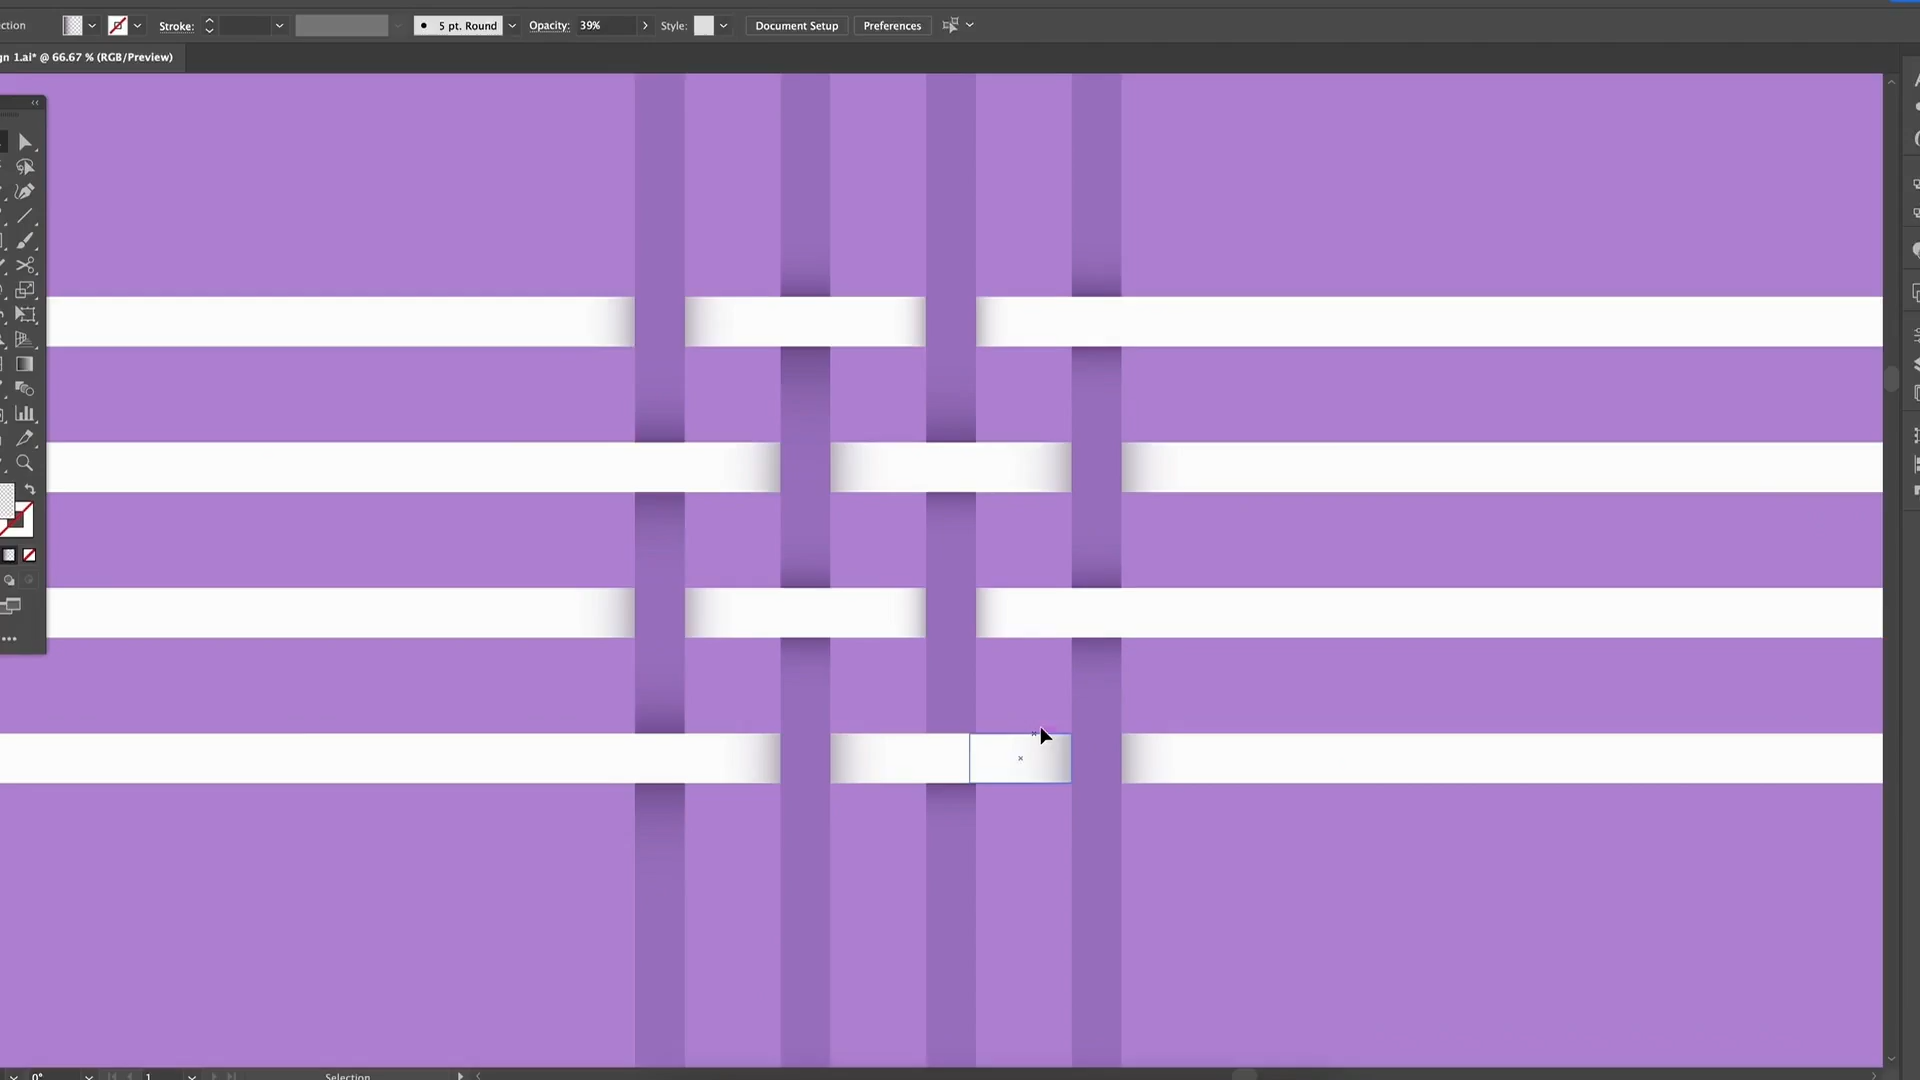 ction Stroke: 5 pt. Round Opacity: 39% Style: Document Setup Preferences
gn 1.ai* @ 66.67 % (RGB/Preview)
0° 1 Selection